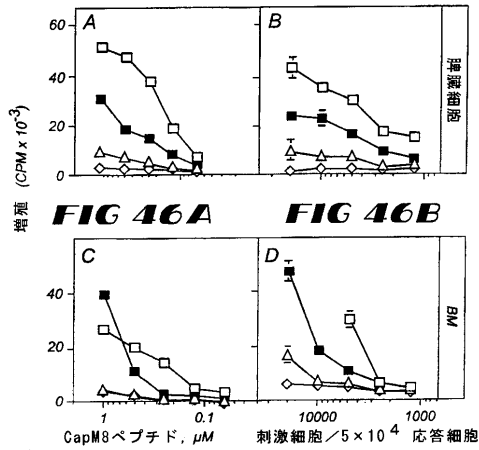 A
B
60
40
20
0
脾臓細胞
増殖 (CPM x 10⁻³)
FIG 46A
FIG 46B
C
D
40
20
0
BM
1
0.1
10000
1000
CapM8ペプチド, μM
刺激細胞/5×10⁴ 応答細胞